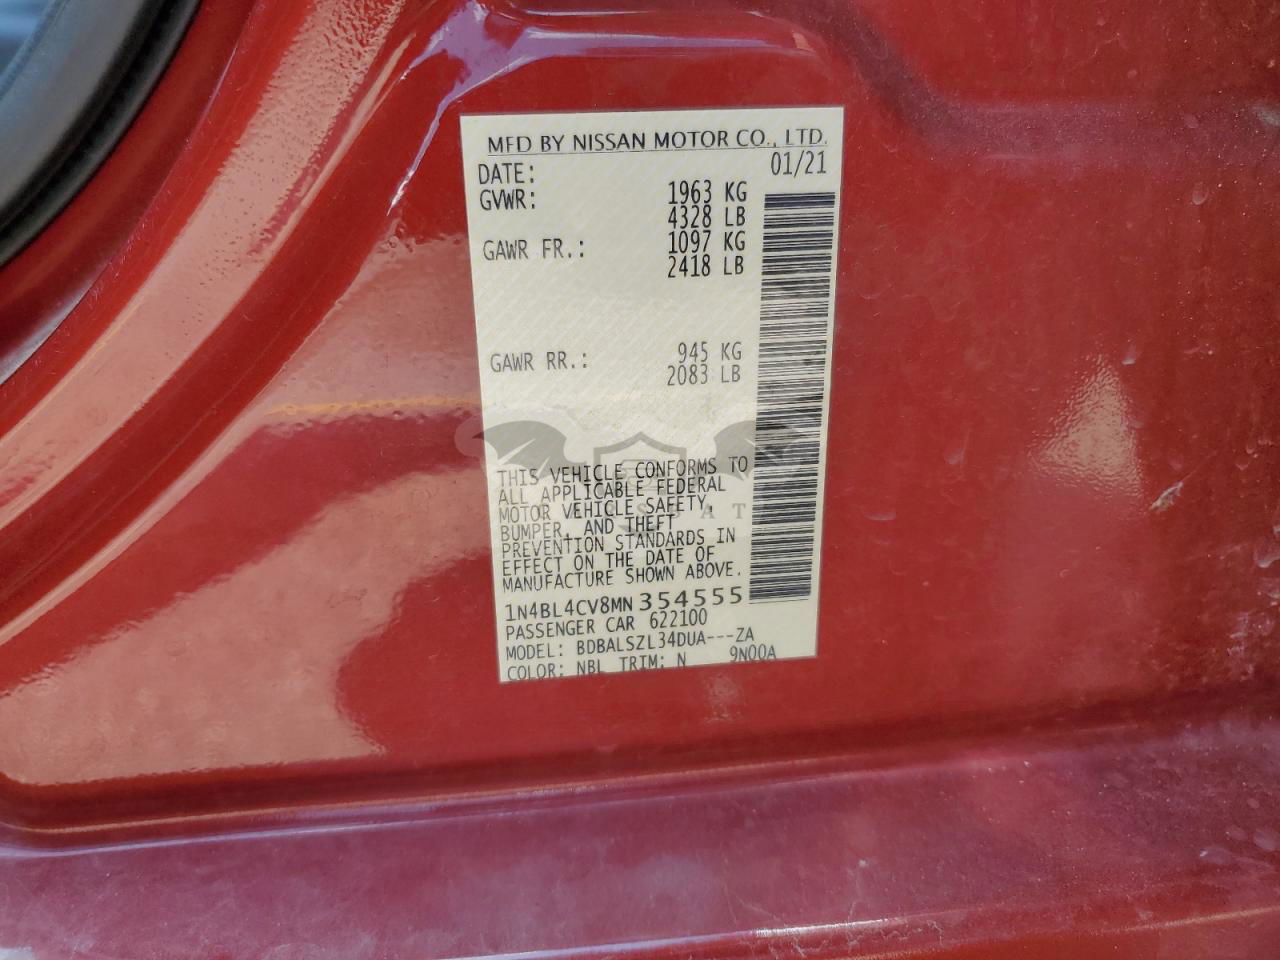 MFD BY NISSAN MOTOR CO., LTD.
DATE: 01/21
GVWR: 1963 KG
4328 LB
GAWR FR.: 1097 KG
2418 LB
GAWR RR.: 945 KG
2083 LB
THIS VEHICLE CONFORMS TO
ALL APPLICABLE FEDERAL
MOTOR VEHICLE SAFETY,
BUMPER, AND THEFT
PREVENTION STANDARDS IN
EFFECT ON THE DATE OF
MANUFACTURE SHOWN ABOVE.
1N4BL4CV8MN354555
PASSENGER CAR 622100
MODEL: BDBALSZL34DUA---ZA
COLOR: NBL TRIM: N 9N00A